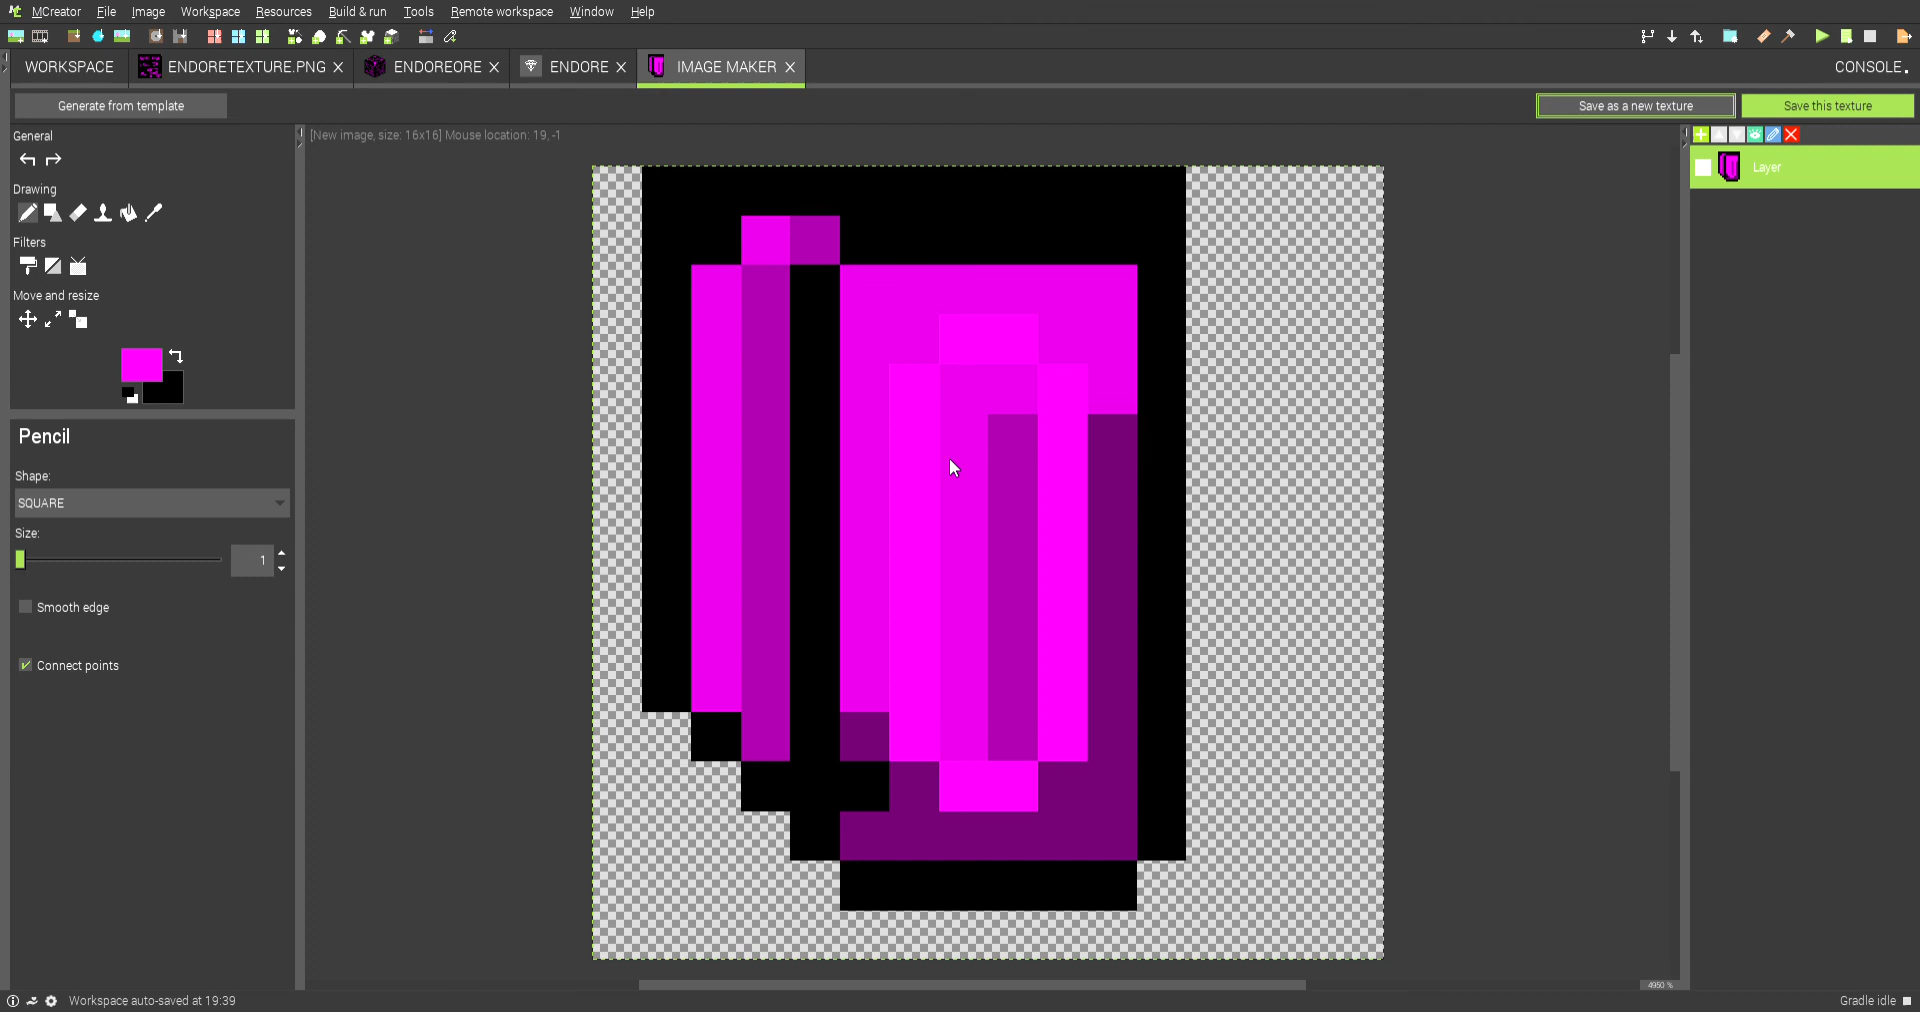 MCreator File Image Workspace Resources Build & run Tools Remote workspace Window Help
WORKSPACE ENDORETEXTURE.PNG ENDOREORE ENDORE IMAGE MAKER CONSOLE
Generate from template Save as a new texture Save this texture
General
[New image, size: 16x16] Mouse location: 19, -1
Layer
Drawing
Filters
Move and resize
Pencil
Shape:
SQUARE
Size:
1
Smooth edge
Connect points
4950 %
Workspace auto-saved at 19:39
Gradle idle